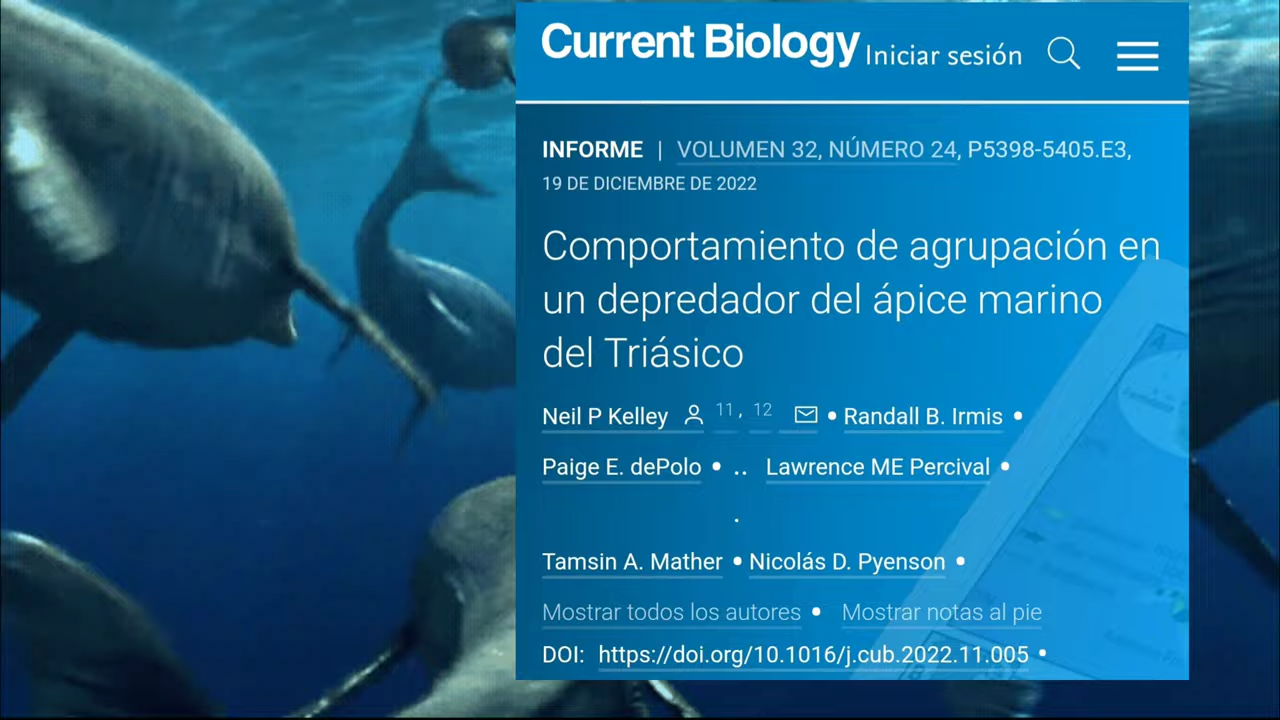 Current Biology Iniciar sesión
INFORME | VOLUMEN 32, NÚMERO 24, P5398-5405.E3,
19 DE DICIEMBRE DE 2022
Comportamiento de agrupación en
un depredador del ápice marino
del Triásico
Neil P Kelley 11, 12 • Randall B. Irmis •
Paige E. dePolo • .. Lawrence ME Percival •
.
Tamsin A. Mather • Nicolás D. Pyenson •
Mostrar todos los autores • Mostrar notas al pie
DOI: https://doi.org/10.1016/j.cub.2022.11.005 •